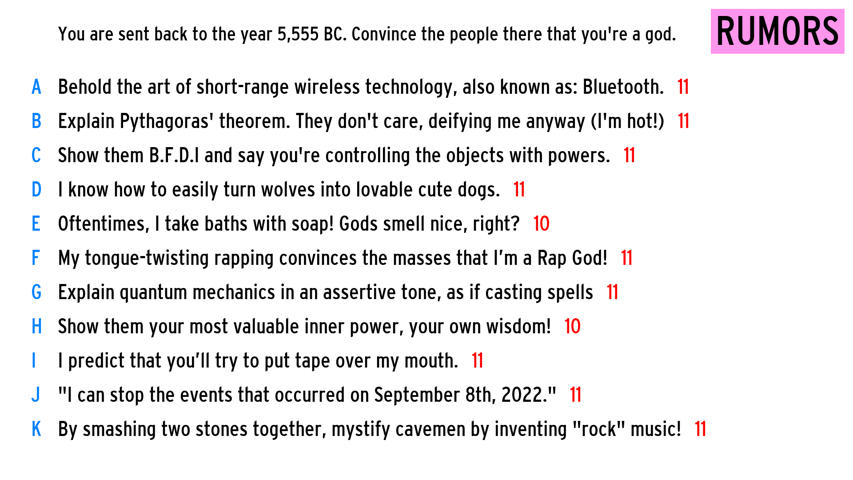 You are sent back to the year 5,555 BC. Convince the people there that you're a god.
RUMORS
A Behold the art of short-range wireless technology, also known as: Bluetooth. 11
B Explain Pythagoras' theorem. They don't care, deifying me anyway (I'm hot!) 11
C Show them B.F.D.I and say you're controlling the objects with powers. 11
D I know how to easily turn wolves into lovable cute dogs. 11
E Oftentimes, I take baths with soap! Gods smell nice, right? 10
F My tongue-twisting rapping convinces the masses that I’m a Rap God! 11
G Explain quantum mechanics in an assertive tone, as if casting spells 11
H Show them your most valuable inner power, your own wisdom! 10
I I predict that you’ll try to put tape over my mouth. 11
J "I can stop the events that occurred on September 8th, 2022." 11
K By smashing two stones together, mystify cavemen by inventing "rock" music! 11